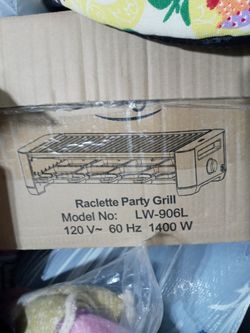 Raclette Party Grill
Model No: LW-906L
120 V~ 60 Hz 1400 W